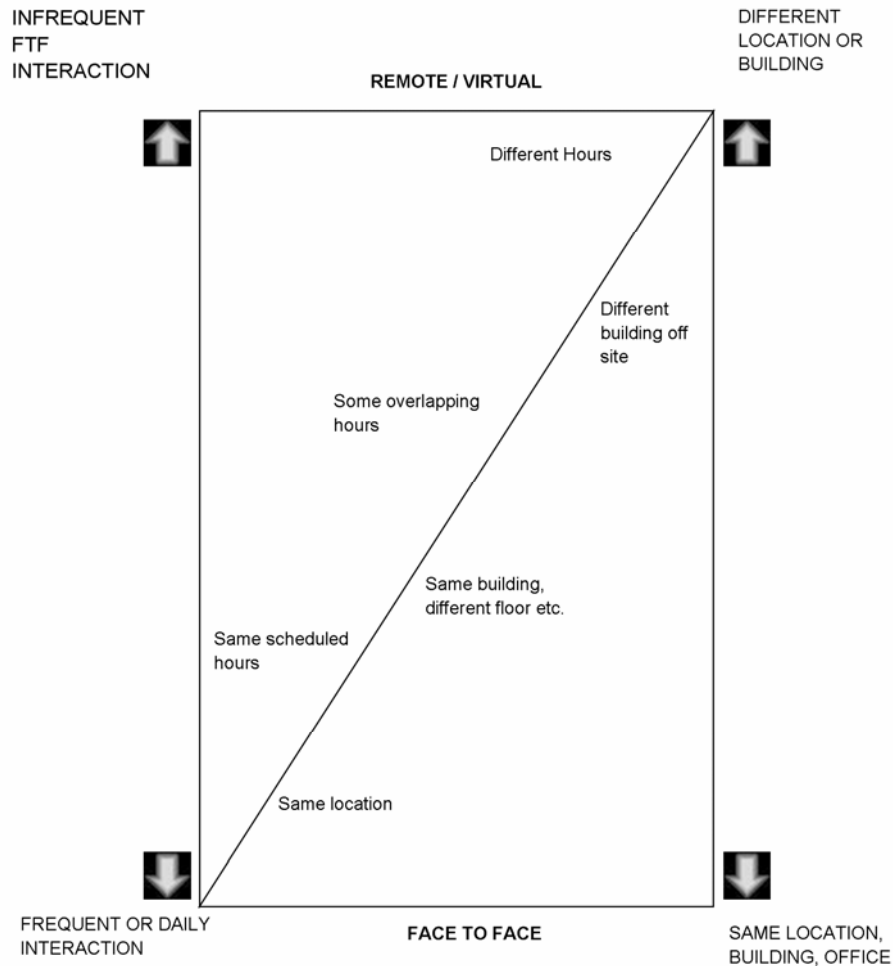 INFREQUENT
FTF
INTERACTION
DIFFERENT
LOCATION OR
BUILDING
REMOTE / VIRTUAL
Different Hours
Different
building off
site
Some overlapping
hours
Same building,
different floor etc.
Same scheduled
hours
Same location
FREQUENT OR DAILY
INTERACTION
FACE TO FACE
SAME LOCATION,
BUILDING, OFFICE